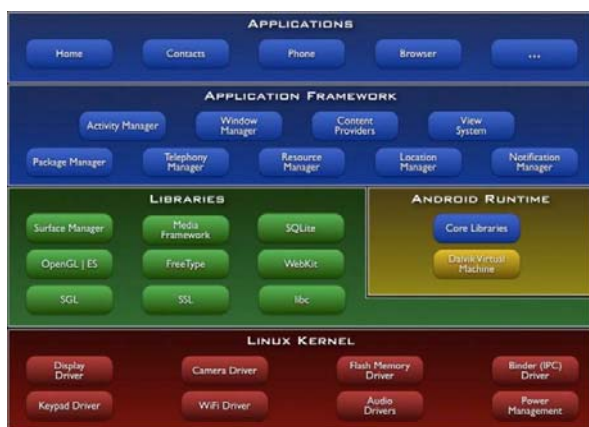 APPLICATIONS
Home
Contacts
Phone
Browser
...
APPLICATION FRAMEWORK
Activity Manager
Window
Manager
Content
Providers
View
System
Package Manager
Telephony
Manager
Resource
Manager
Location
Manager
Notification
Manager
LIBRARIES
Surface Manager
Media
Framework
SQLite
OpenGL | ES
FreeType
WebKit
SGL
SSL
libc
ANDROID RUNTIME
Core Libraries
Dalvik Virtual
Machine
LINUX KERNEL
Display
Driver
Camera Driver
Flash Memory
Driver
Binder (IPC)
Driver
Keypad Driver
WiFi Driver
Audio
Drivers
Power
Management